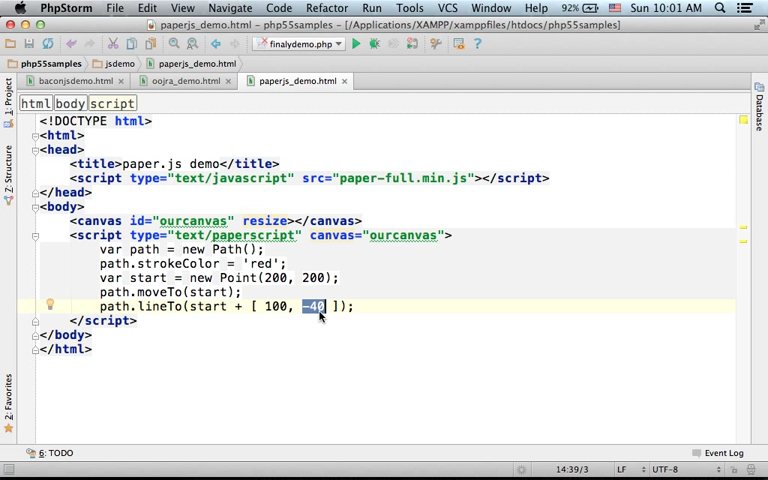 PhpStorm File Edit View Navigate Code Refactor Tools VCS Window Help 92% Sun 10:01 AM
paperjs_demo.html - php55samples - [/Applications/XAMPP/xamppfiles/htdocs/php55samples]
finalydemo.php
php55samples jsdemo paperjs_demo.html
baconjsdemo.html oojra_demo.html paperjs_demo.html
html body script
1: Project
7: Structure
2: Favorites
Database
<!DOCTYPE html>
<html>
<head>
<title>paper.js demo</title>
<script type="text/javascript" src="paper-full.min.js"></script>
</head>
<body>
<canvas id="ourcanvas" resize></canvas>
<script type="text/paperscript" canvas="ourcanvas">
var path = new Path();
path.strokeColor = 'red';
var start = new Point(200, 200);
path.moveTo(start);
path.lineTo(start + [ 100, -40 ]);
</script>
</body>
</html>
6: TODO Event Log
14:39/3 LF UTF-8